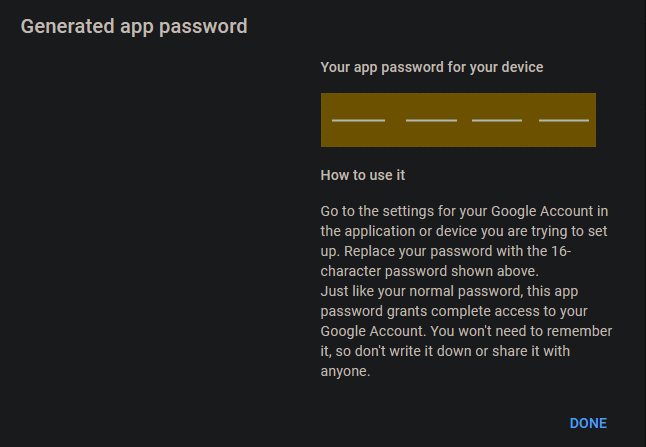 Generated app password
Your app password for your device
How to use it
Go to the settings for your Google Account in
the application or device you are trying to set
up. Replace your password with the 16-
character password shown above.
Just like your normal password, this app
password grants complete access to your
Google Account. You won't need to remember
it, so don't write it down or share it with
anyone.
DONE